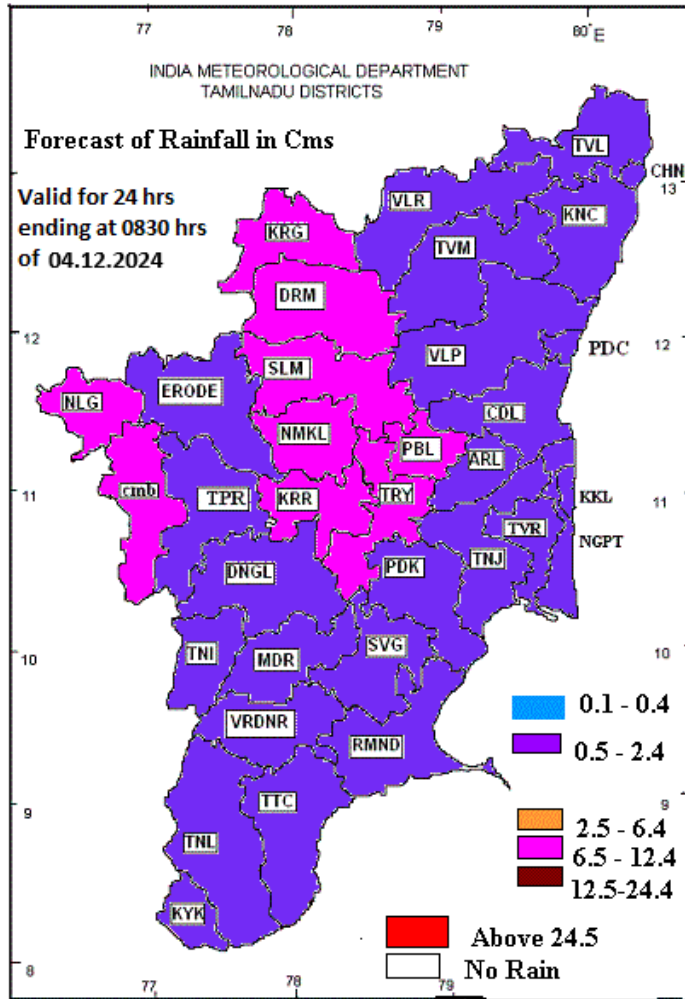 77 78 79 80° E
INDIA METEOROLOGICAL DEPARTMENT
TAMILNADU DISTRICTS
Forecast of Rainfall in Cms
Valid for 24 hrs
ending at 0830 hrs
of 04.12.2024
TVL
CHN
13
VLR
KNC
KRG
TVM
DRM
12
12
PDC
VLP
SLM
ERODE
NLG
CDL
NMKL
PBL
ARL
cmb
TPR
KRR
TRY
11
KKL
11
TVR
NGPT
TNJ
PDK
DNGL
SVG
TNI
MDR
10
10
VRDNR
RMND
0.1 - 0.4
0.5 - 2.4
TTC
9
9
2.5 - 6.4
TNL
6.5 - 12.4
12.5-24.4
KYK
Above 24.5
No Rain
8
77 78 79